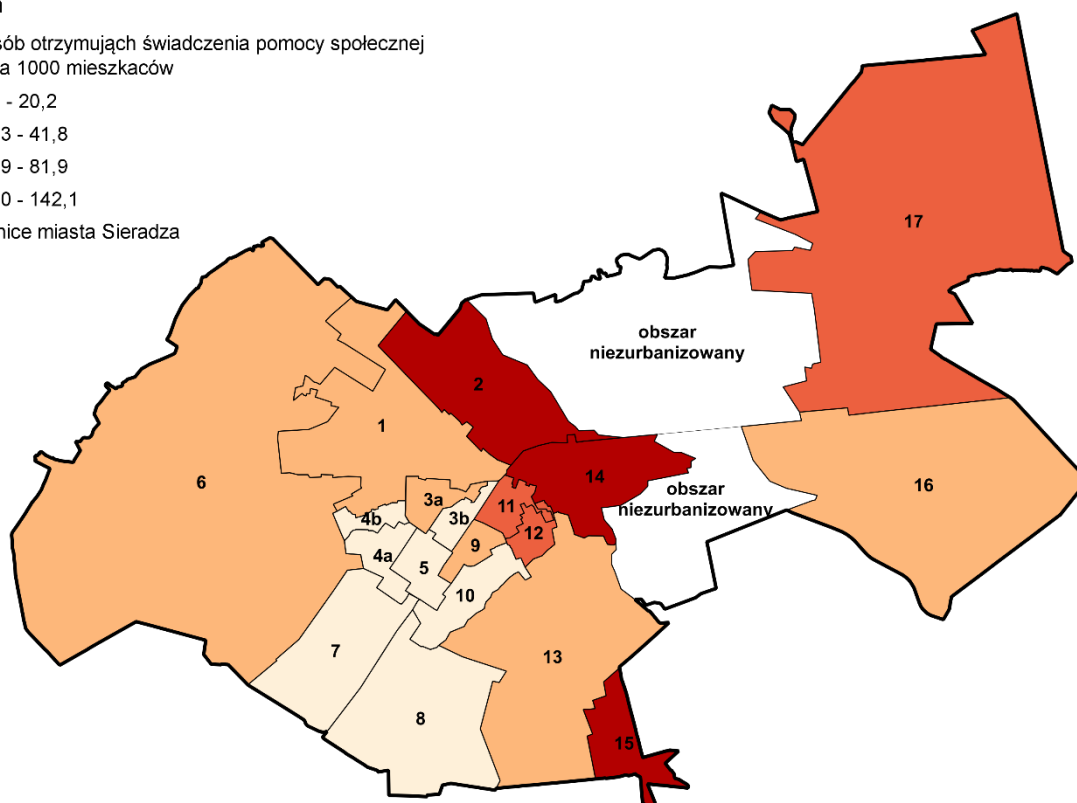 sób otrzymująch świadczenia pomocy społecznej
a 1000 mieszkaców
- 20,2
3 - 41,8
9 - 81,9
0 - 142,1
nice miasta Sieradza
17
obszar
niezurbanizowany
2
1
6
14
16
obszar
niezurbanizowany
3a
11
4b
3b
12
9
4a
5
10
7
13
8
15